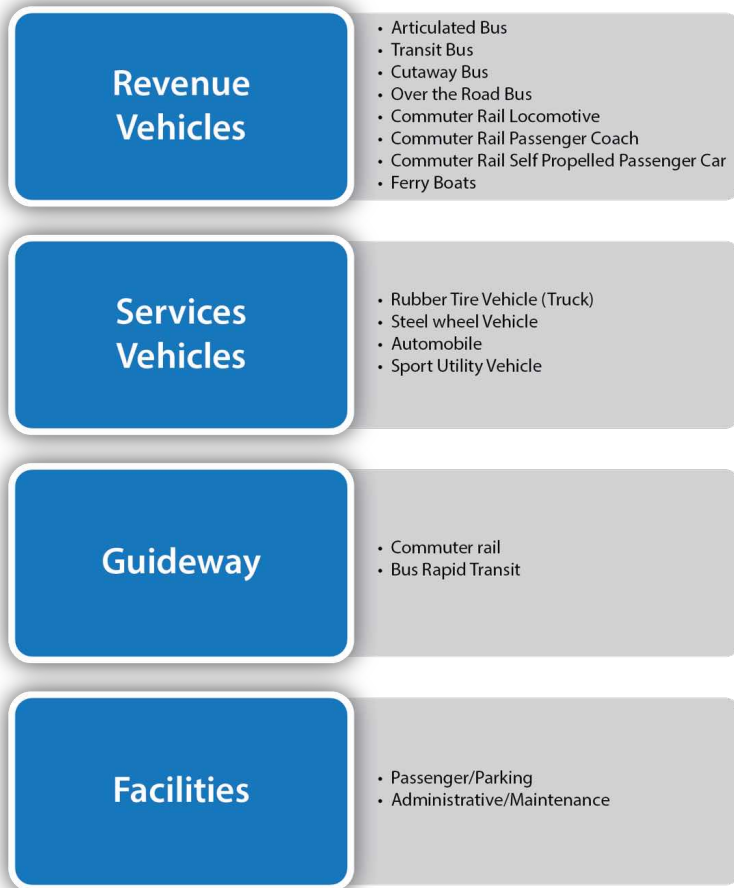 Revenue
Vehicles
• Articulated Bus
• Transit Bus
• Cutaway Bus
• Over the Road Bus
• Commuter Rail Locomotive
• Commuter Rail Passenger Coach
• Commuter Rail Self Propelled Passenger Car
• Ferry Boats
Services
Vehicles
• Rubber Tire Vehicle (Truck)
• Steel wheel Vehicle
• Automobile
• Sport Utility Vehicle
Guideway
• Commuter rail
• Bus Rapid Transit
Facilities
• Passenger/Parking
• Administrative/Maintenance